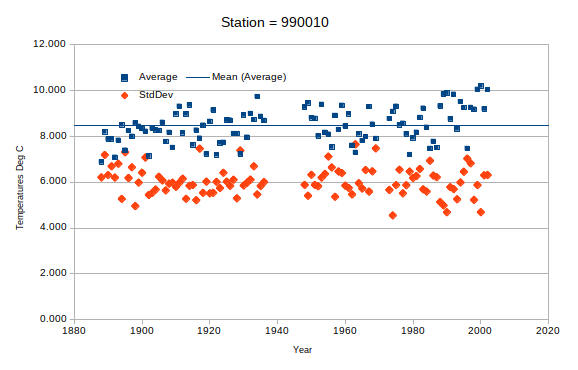 Station = 990010
12.000
10.000
8.000
6.000
4.000
2.000
0.000
Temperatures Deg C
Average
Mean (Average)
StdDev
1880 1900 1920 1940 1960 1980 2000 2020
Year